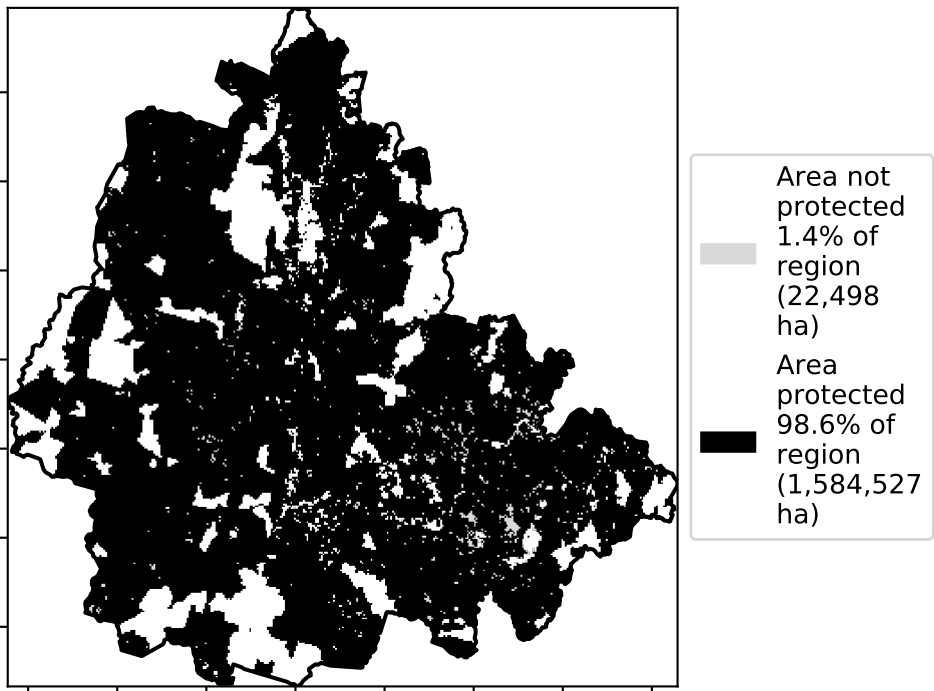 Area not
protected
1.4% of
region
(22,498
ha)
Area
protected
98.6% of
region
(1,584,527
ha)